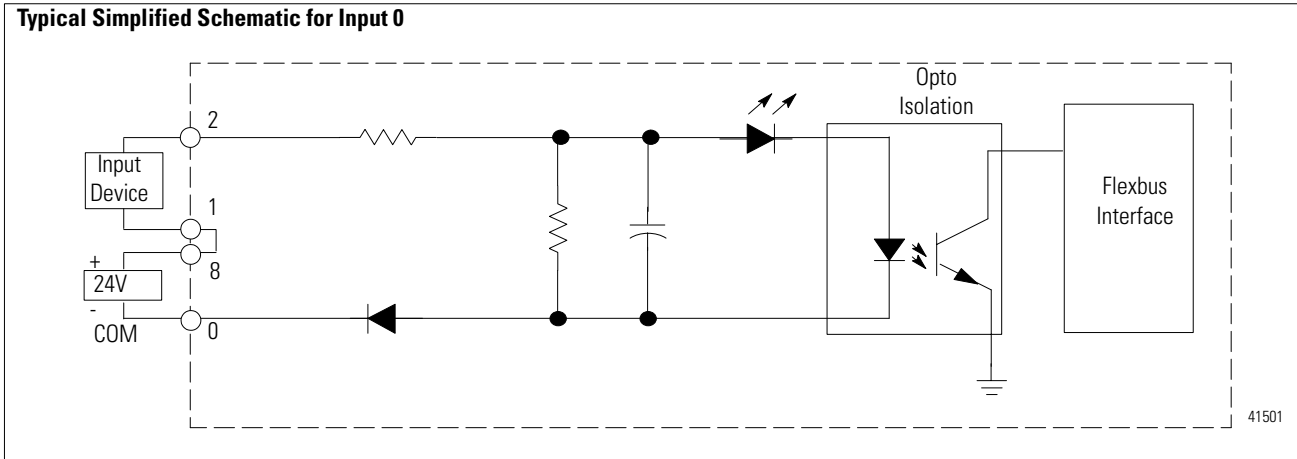 Typical Simplified Schematic for Input 0
Opto
Isolation
2
Input
Device
1
Flexbus
Interface
+
24V
8
-
COM
0
41501